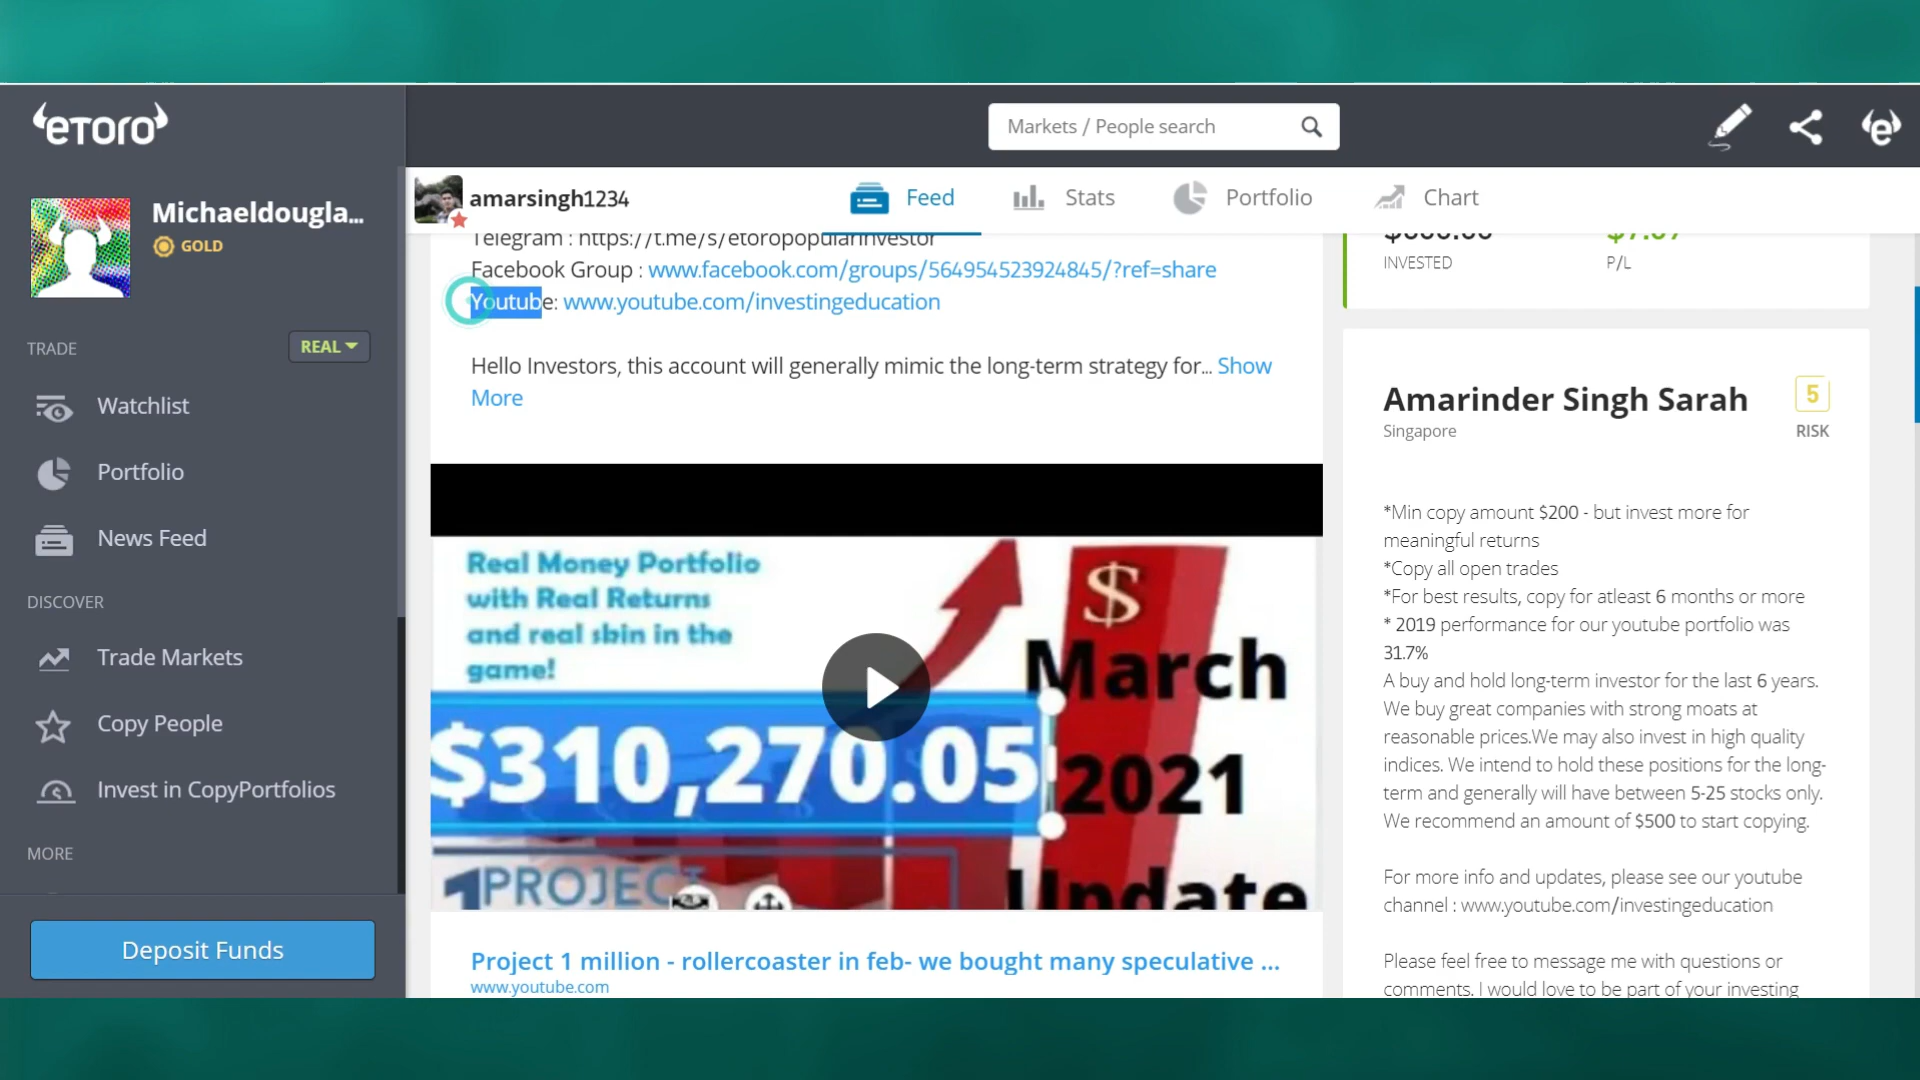 eToro
Markets / People search
Michaeldougla...
GOLD
amarsingh1234
Feed
Stats
Portfolio
Chart
TRADE
REAL
Watchlist
Portfolio
News Feed
DISCOVER
Trade Markets
Copy People
Invest in CopyPortfolios
MORE
Deposit Funds
Telegram : https://t.me/s/etoropopularinvestor
Facebook Group : www.facebook.com/groups/564954523924845/?ref=share
Youtube: www.youtube.com/investingeducation
Hello Investors, this account will generally mimic the long-term strategy for... Show
More
Real Money Portfolio
with Real Returns
and real skin in the
game!
$310,270.05
March
2021
Update
1PROJECT
Project 1 million - rollercoaster in feb- we bought many speculative ...
www.youtube.com
INVESTED
P/L
Amarinder Singh Sarah
Singapore
5
RISK
*Min copy amount $200 - but invest more for
meaningful returns
*Copy all open trades
*For best results, copy for atleast 6 months or more
* 2019 performance for our youtube portfolio was
31.7%
A buy and hold long-term investor for the last 6 years.
We buy great companies with strong moats at
reasonable prices.We may also invest in high quality
indices. We intend to hold these positions for the long-
term and generally will have between 5-25 stocks only.
We recommend an amount of $500 to start copying.
For more info and updates, please see our youtube
channel : www.youtube.com/investingeducation
Please feel free to message me with questions or
comments. I would love to be part of your investing